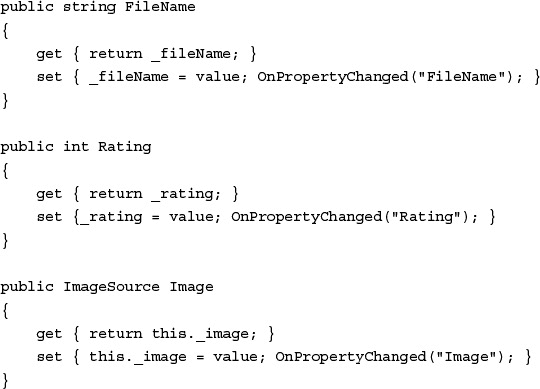 public string FileName
{
    get { return _fileName; }
    set { _fileName = value; OnPropertyChanged("FileName"); }
}

public int Rating
{
    get { return _rating; }
    set {_rating = value; OnPropertyChanged("Rating"); }
}

public ImageSource Image
{
    get { return this._image; }
    set { this._image = value; OnPropertyChanged("Image"); }
}